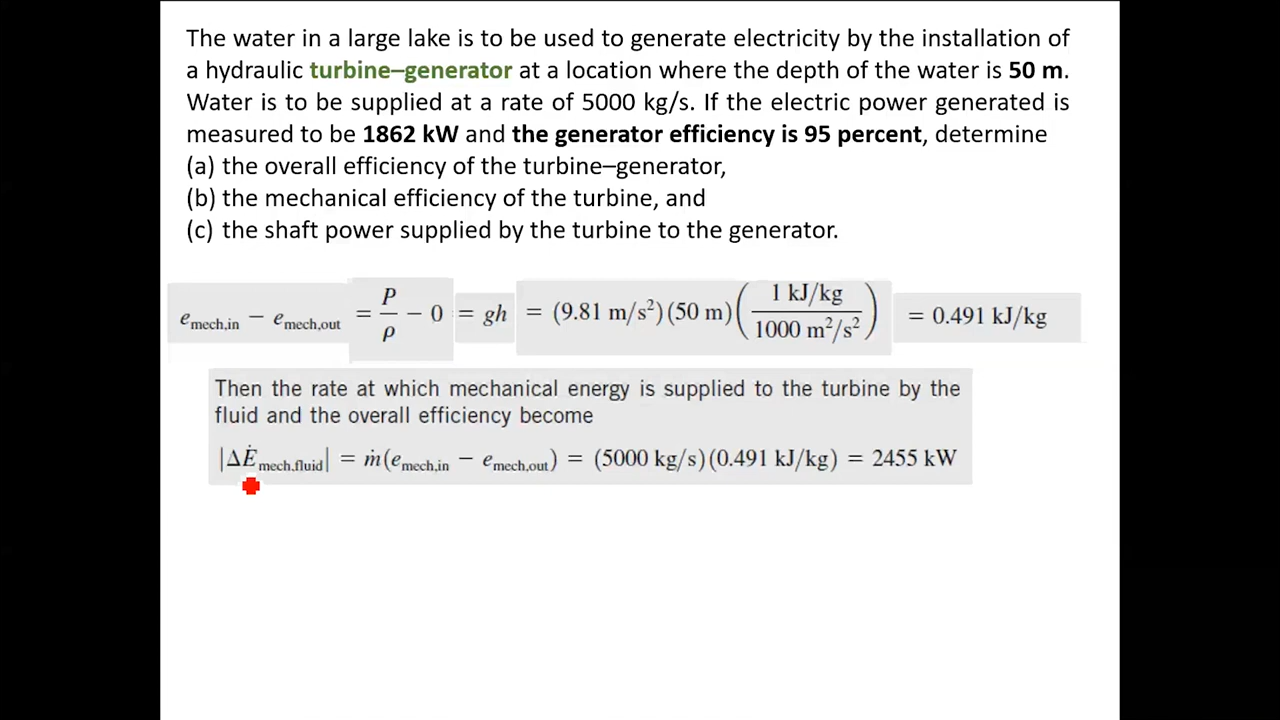 The water in a large lake is to be used to generate electricity by the installation of
a hydraulic turbine–generator at a location where the depth of the water is 50 m.
Water is to be supplied at a rate of 5000 kg/s. If the electric power generated is
measured to be 1862 kW and the generator efficiency is 95 percent, determine
(a) the overall efficiency of the turbine–generator,
(b) the mechanical efficiency of the turbine, and
(c) the shaft power supplied by the turbine to the generator.
e_mech,in − e_mech,out = P/ρ − 0 = gh = (9.81 m/s²)(50 m)(1 kJ/kg / 1000 m²/s²) = 0.491 kJ/kg
Then the rate at which mechanical energy is supplied to the turbine by the
fluid and the overall efficiency become
|ΔĖ_mech,fluid| = ṁ(e_mech,in − e_mech,out) = (5000 kg/s)(0.491 kJ/kg) = 2455 kW